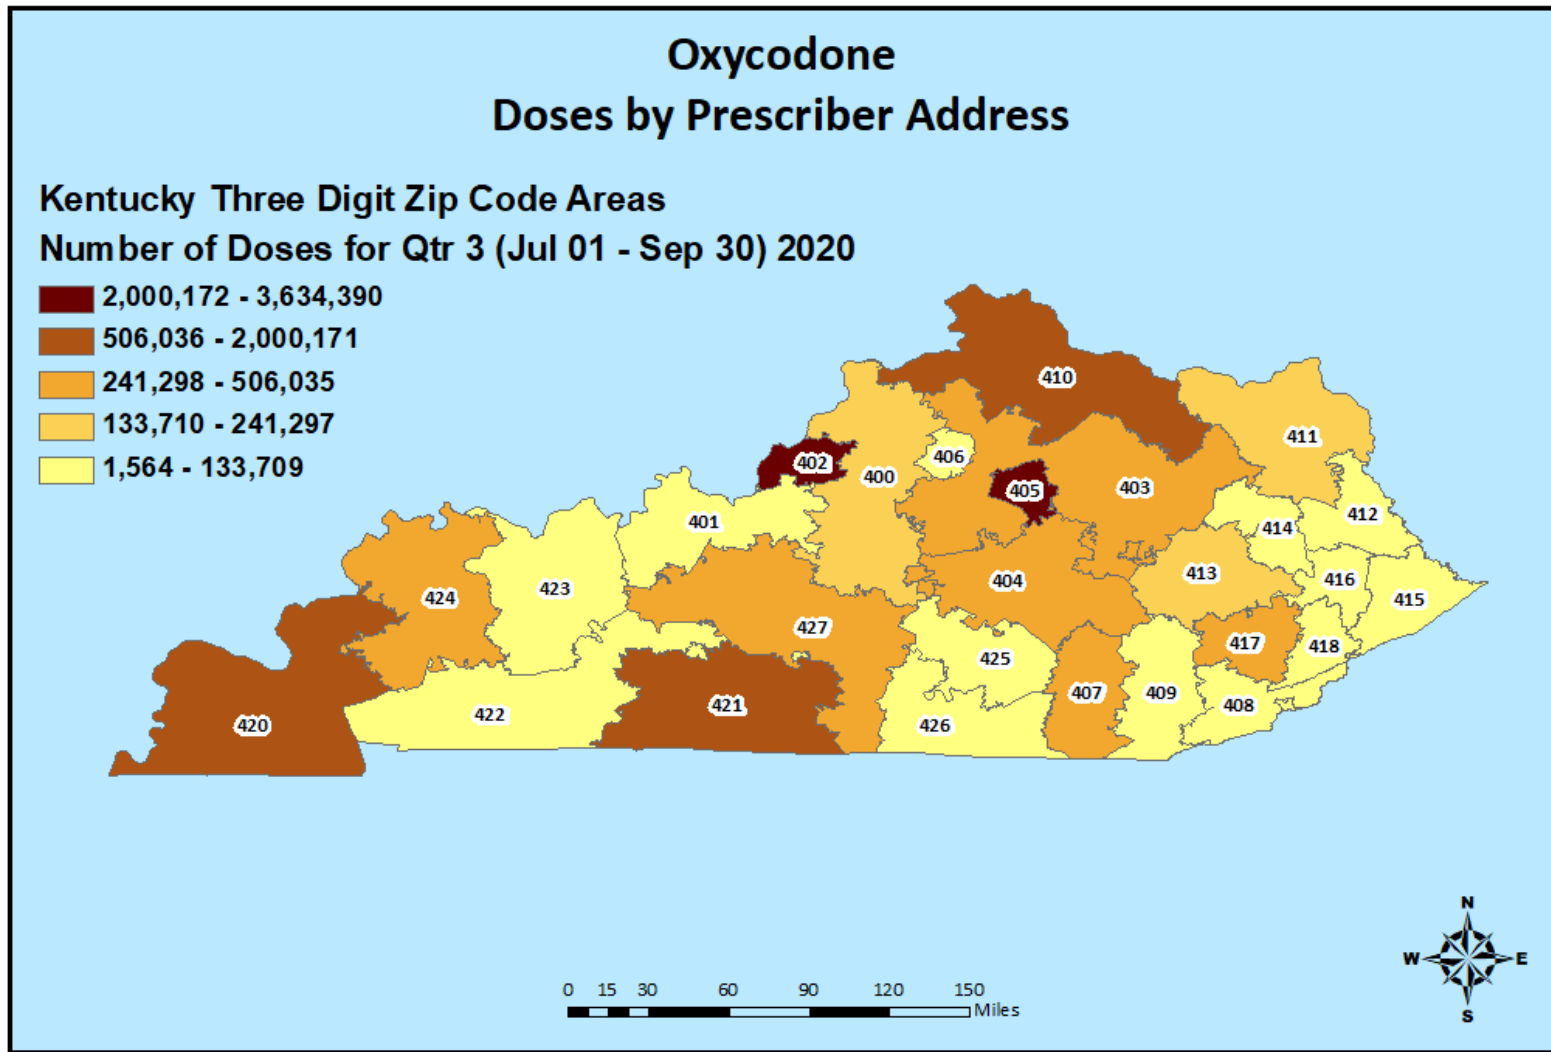 Oxycodone
Doses by Prescriber Address
Kentucky Three Digit Zip Code Areas
Number of Doses for Qtr 3 (Jul 01 - Sep 30) 2020
2,000,172 - 3,634,390
506,036 - 2,000,171
241,298 - 506,035
133,710 - 241,297
1,564 - 133,709
410
411
402
406
400
405
403
401
412
414
413
416
404
423
424
415
427
417
418
425
407
409
408
421
422
420
426
N
W E
S
0 15 30 60 90 120 150
Miles